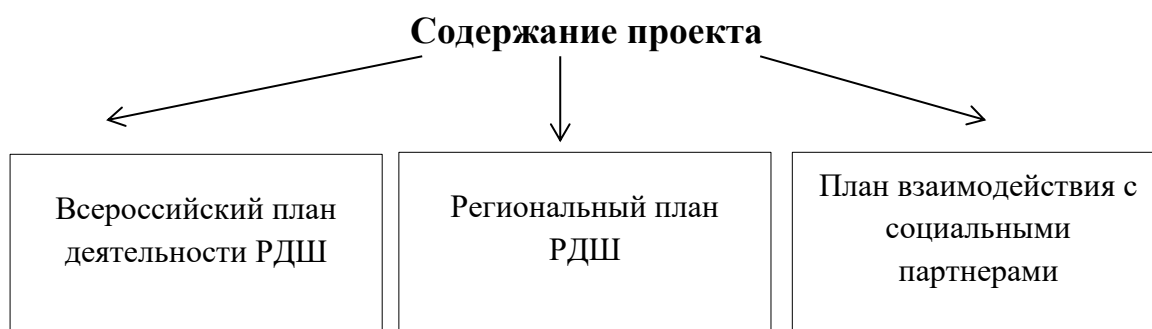 Содержание проекта
Всероссийский план
деятельности РДШ
Региональный план
РДШ
План взаимодействия с
социальными
партнерами